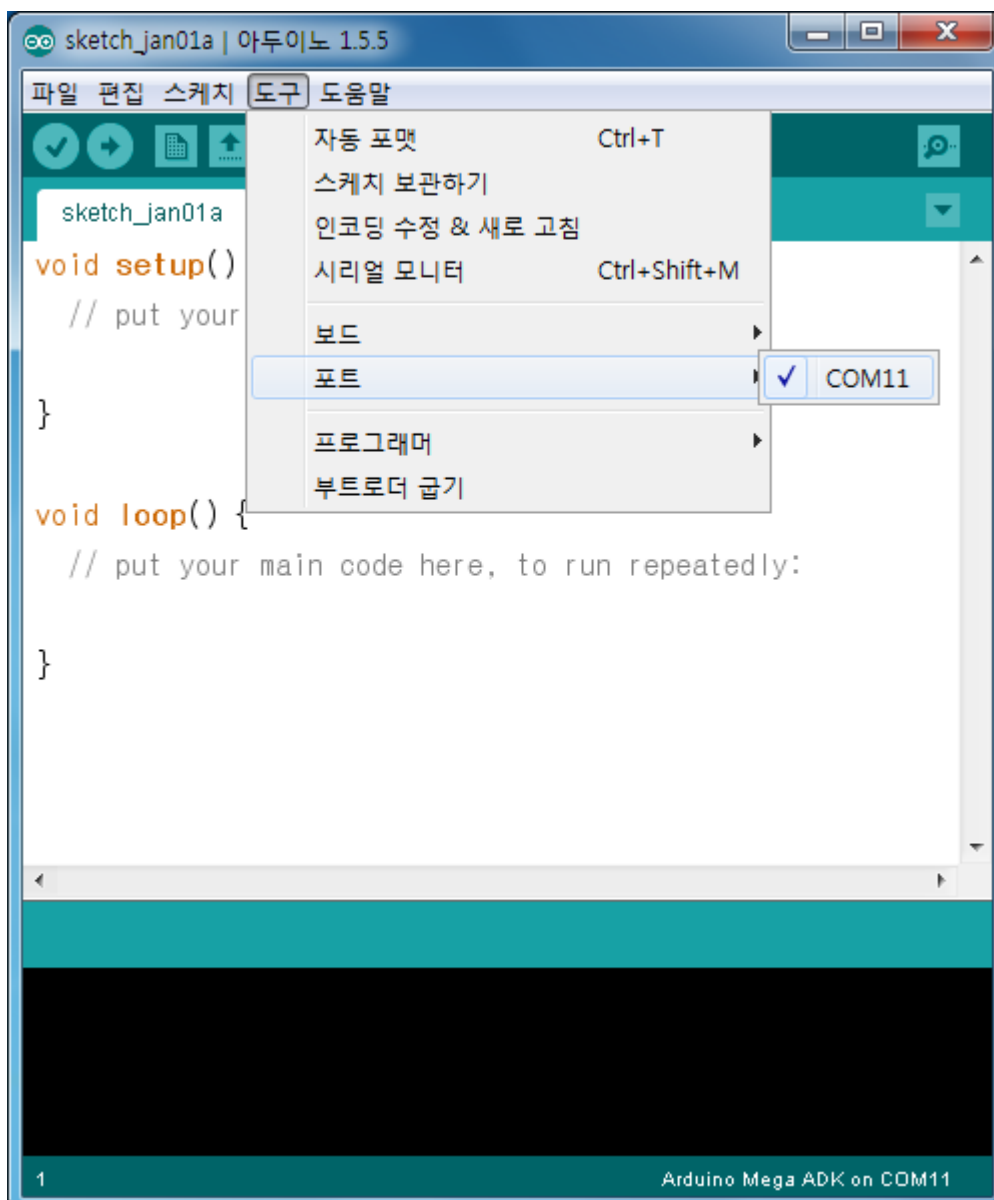 sketch_jan01a | 아두이노 1.5.5
파일 편집 스케치 도구 도움말
자동 포맷 Ctrl+T
스케치 보관하기
인코딩 수정 & 새로 고침
시리얼 모니터 Ctrl+Shift+M
보드
포트
COM11
프로그래머
부트로더 굽기
sketch_jan01a
void setup()
// put your
}
void loop() {
// put your main code here, to run repeatedly:
}
1 Arduino Mega ADK on COM11